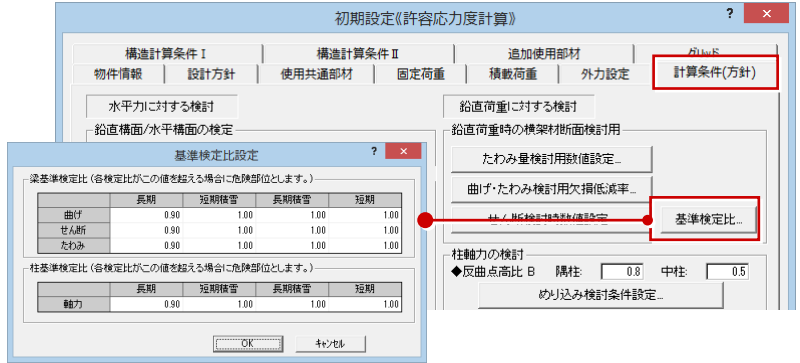 初期設定《許容応力度計算》
構造計算条件Ⅰ 構造計算条件Ⅱ 追加使用部材 グリッド
物件情報 設計方針 使用共通部材 固定荷重 積載荷重 外力設定 計算条件(方針)
水平力に対する検討
鉛直構面/水平構面の検定
鉛直荷重に対する検討
鉛直荷重時の横架材断面検討用
たわみ量検討用数値設定...
曲げ・たわみ検討用欠損低減率...
せん断検討時数値設定...
基準検定比...
柱軸力の検討
◆反曲点高比 B 隅柱: 0.8 中柱: 0.5
めり込み検討条件設定...
基準検定比設定
梁基準検定比(各検定比がこの値を超える場合に危険部位とします。)
長期 短期積雪 長期積雪 短期
曲げ 0.90 1.00 1.00 1.00
せん断 0.90 1.00 1.00 1.00
たわみ 0.90 1.00 1.00 1.00
柱基準検定比(各検定比がこの値を超える場合に危険部位とします。)
長期 短期積雪 長期積雪 短期
軸力 0.90 1.00 1.00 1.00
OK キャンセル